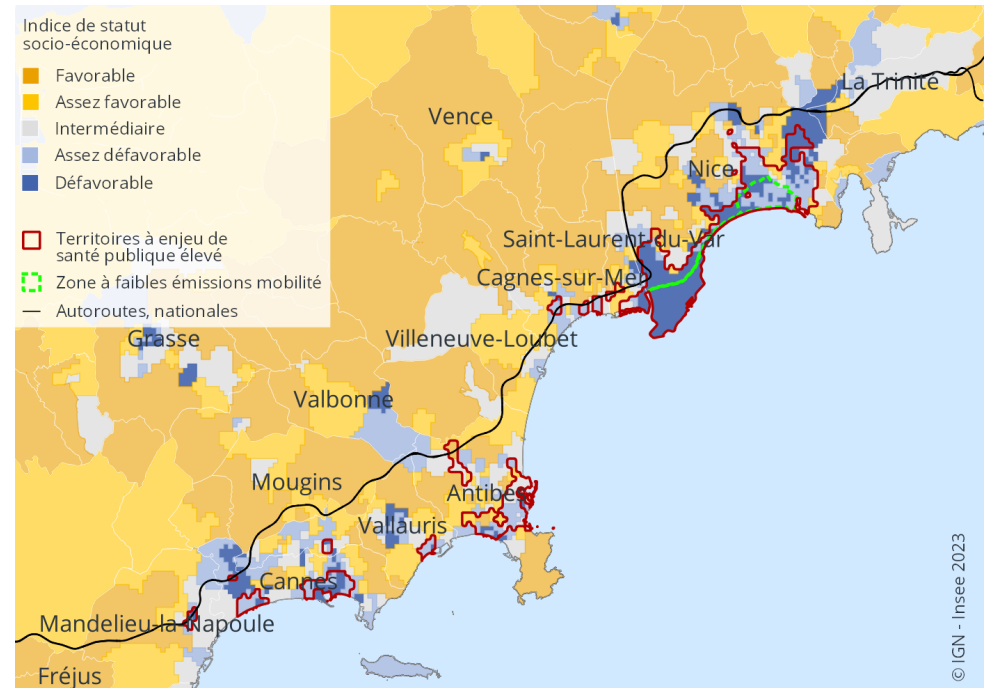 Indice de statut
socio-économique
Favorable
Assez favorable
Intermédiaire
Assez défavorable
Défavorable
Territoires à enjeu de
santé publique élevé
Zone à faibles émissions mobilité
Autoroutes, nationales
La Trinité
Vence
Nice
Saint-Laurent-du-Var
Cagnes-sur-Mer
Grasse
Villeneuve-Loubet
Valbonne
Mougins
Antibes
Vallauris
Cannes
Mandelieu-la-Napoule
Fréjus
© IGN - Insee 2023